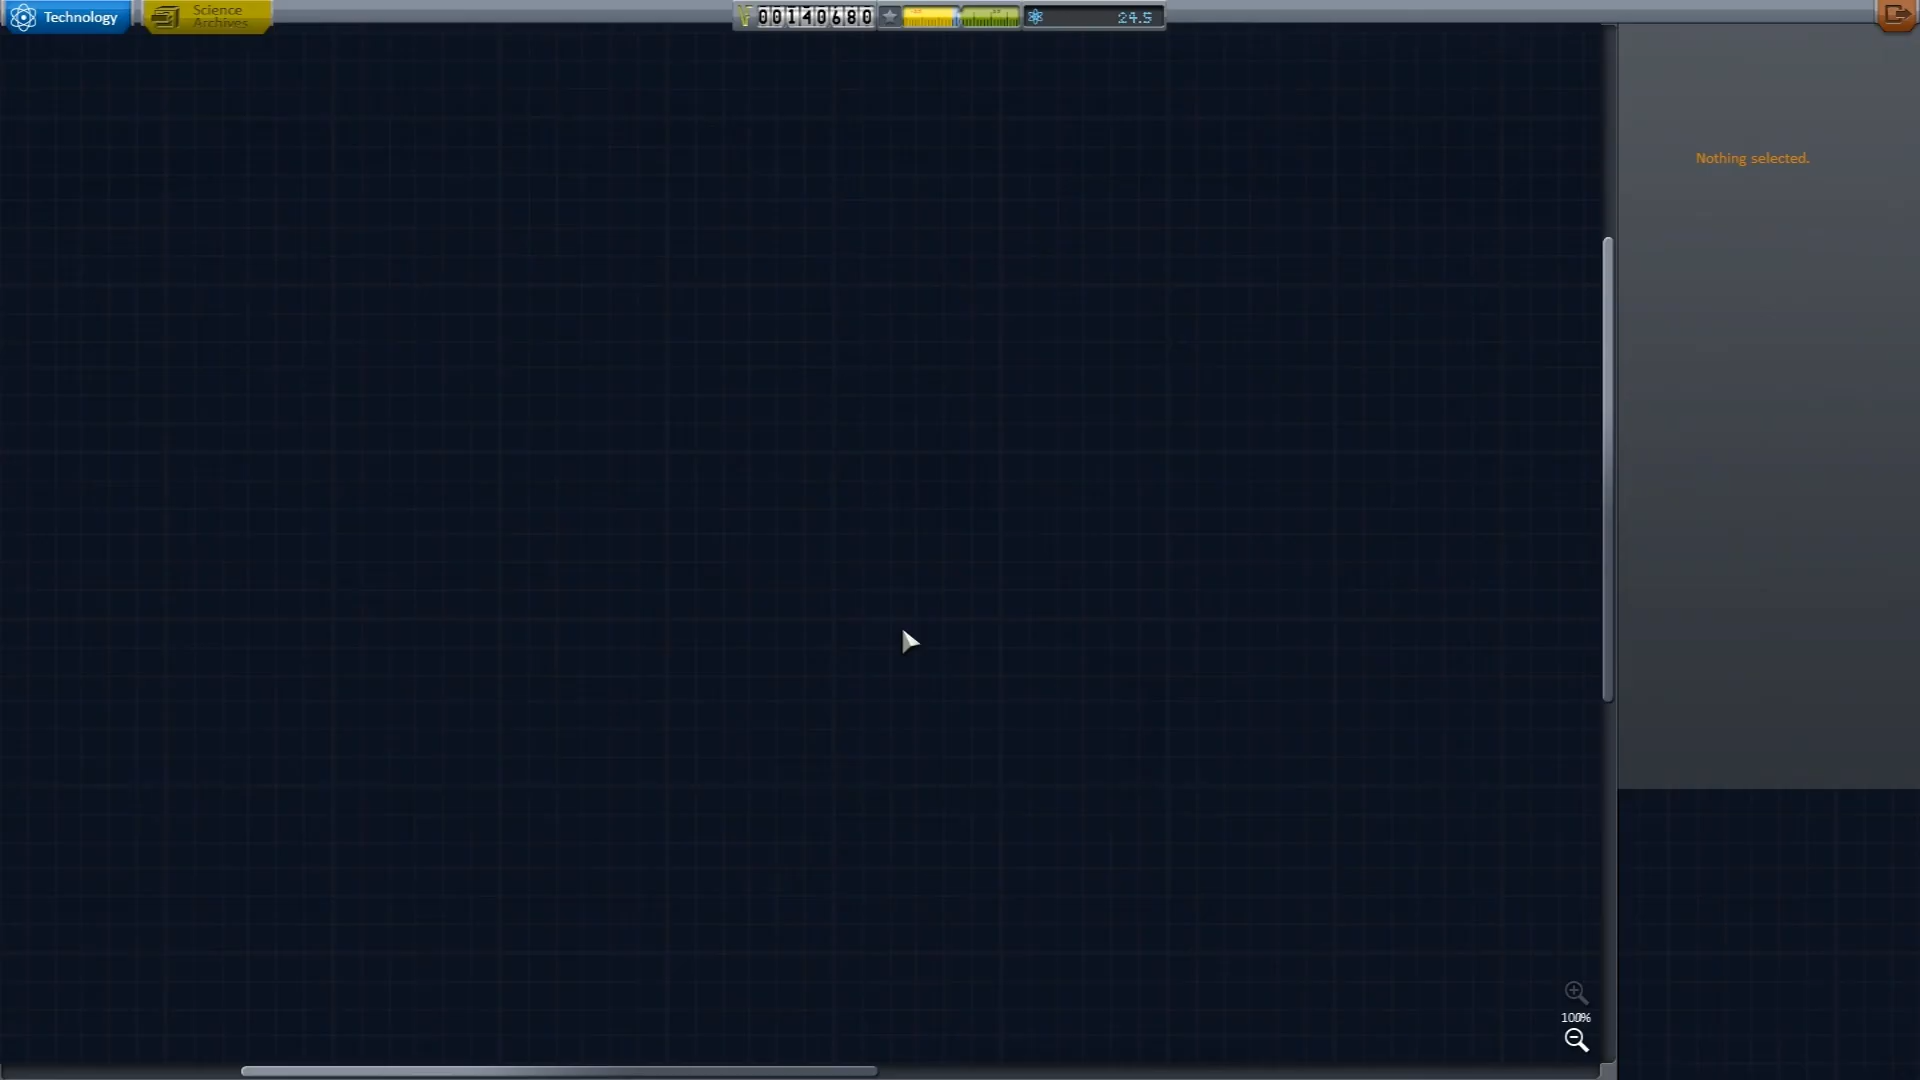 Technology
Science
Archives
00140680
24.5
Nothing selected.
100%